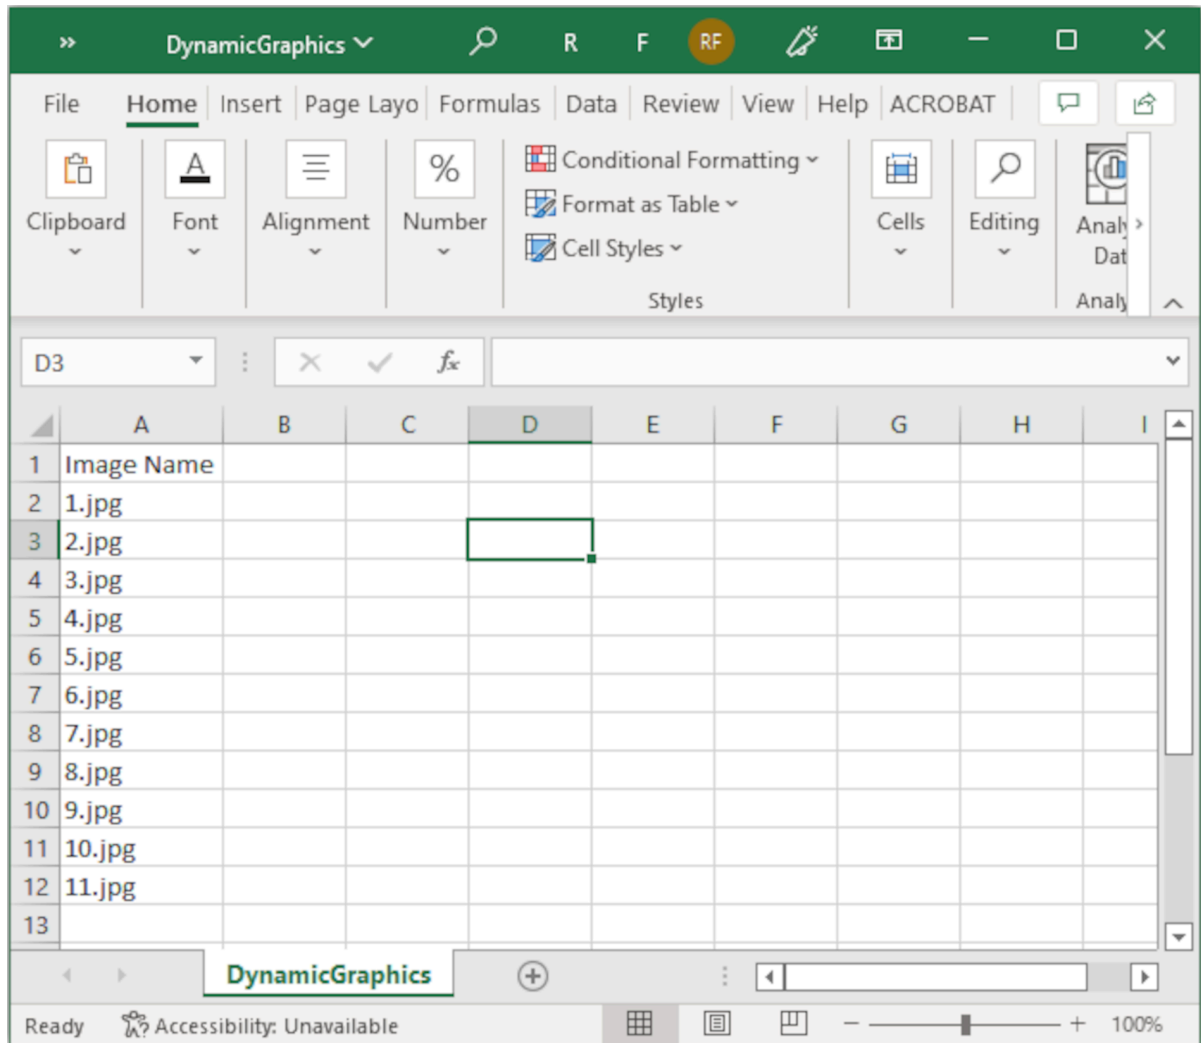 DynamicGraphics R F RF
File Home Insert Page Layo Formulas Data Review View Help ACROBAT
Clipboard Font Alignment % Number Conditional Formatting Format as Table Cell Styles Cells Editing Analy Dat
Styles Analy
D3 fx
A B C D E F G H I
1 Image Name
2 1.jpg
3 2.jpg
4 3.jpg
5 4.jpg
6 5.jpg
7 6.jpg
8 7.jpg
9 8.jpg
10 9.jpg
11 10.jpg
12 11.jpg
13
DynamicGraphics
Ready Accessibility: Unavailable 100%